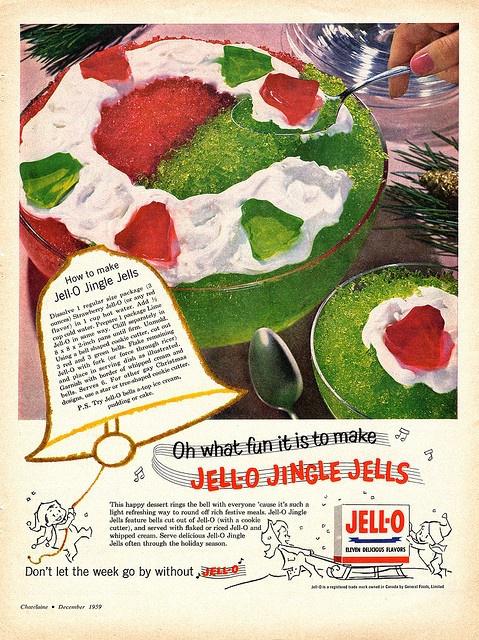 How to make
Jell-O Jingle Jells
Dissolve 1 regular size package (3
ounces) Strawberry Jell-O (or any red
flavor) in 1 cup hot water. Add ½
cup cold water. Prepare 1 package Lime
Jell-O in same way. Chill separately in
8 x 8 x 2-inch pans until firm. Unmold.
Using a bell shaped cookie cutter, cut out
3 red and 3 green bells. Flake remaining
Jell-O with fork (or force through ricer)
and place in serving dish as illustrated.
Garnish with border of whipped cream and
bells. Serves 6. For other gay Christmas
designs, use a star or tree-shaped cookie cutter.
P.S. Try Jell-O bells atop ice cream,
pudding or cake.
Oh what fun it is to make
JELL-O JINGLE JELLS
This happy dessert rings the bell with everyone 'cause it's such a
light refreshing way to round off rich festive meals. Jell-O Jingle
Jells feature bells cut out of Jell-O (with a cookie
cutter), and served with flaked or riced Jell-O and
whipped cream. Serve delicious Jell-O Jingle
Jells often through the holiday season.
JELL-O
ELEVEN DELICIOUS FLAVORS
Don't let the week go by without JELL-O
Jell-O is a registered trade mark owned in Canada by General Foods, Limited
Chatelaine • December 1959